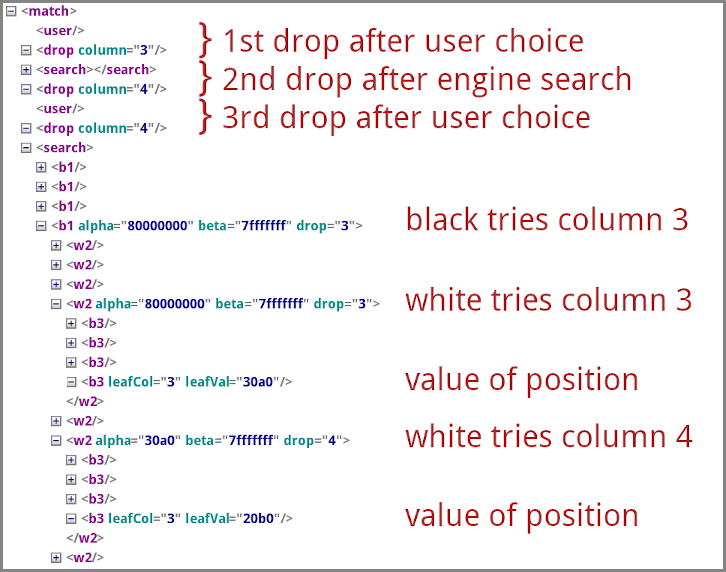 <match>
<user/>
<drop column="3"/> } 1st drop after user choice
<search></search>
<drop column="4"/> } 2nd drop after engine search
<user/>
<drop column="4"/> } 3rd drop after user choice
<search>
<b1/>
<b1/>
<b1/>
<b1 alpha="80000000" beta="7fffffff" drop="3"> black tries column 3
<w2/>
<w2/>
<w2/>
<w2 alpha="80000000" beta="7fffffff" drop="3"> white tries column 3
<b3/>
<b3/>
<b3/>
<b3 leafCol="3" leafVal="30a0"/> value of position
</w2>
<w2/>
<w2 alpha="30a0" beta="7fffffff" drop="4"> white tries column 4
<b3/>
<b3/>
<b3/>
<b3 leafCol="3" leafVal="20b0"/> value of position
</w2>
<w2/>